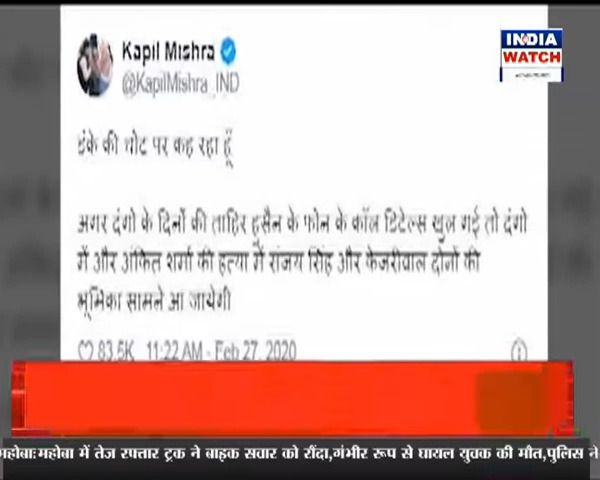 Kapil Mishra
@KapilMishra_IND
INDIA
WATCH
डंके की चोट पर कह रहा हूँ
अगर दंगो के दिनों की ताहिर हुसैन के फोन के कॉल डिटेल्स खुल गई तो दंगो
में और अंकित शर्मा की हत्या में संजय सिंह और केजरीवाल दोनों की
भूमिका सामने आ जायेगी
83.5K 11:22 AM - Feb 27, 2020
महोबा:महोबा में तेज रफ्तार ट्रक ने बाइक सवार को रौंदा,गंभीर रूप से घायल युवक की मौत,पुलिस ने